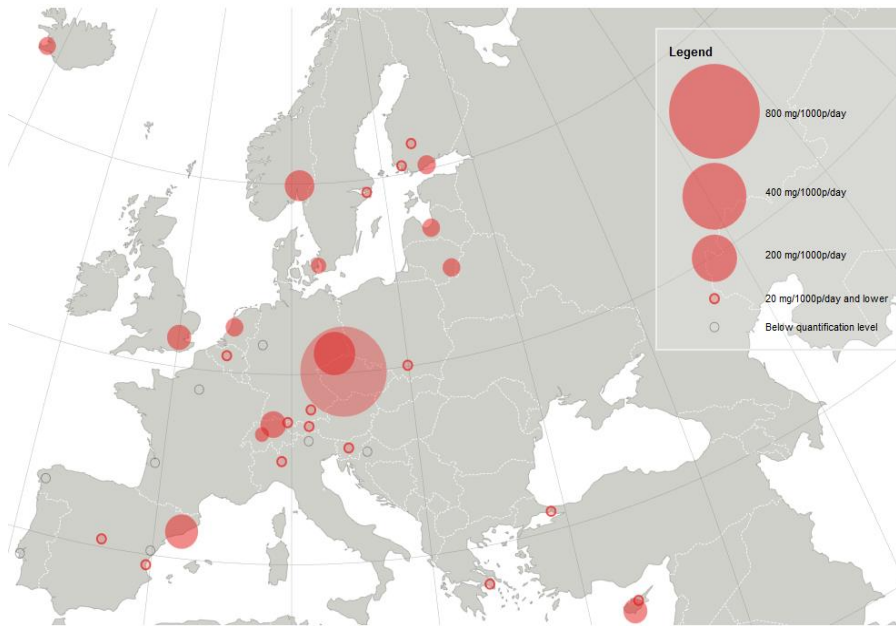 Legend
800 mg/1000p/day
400 mg/1000p/day
200 mg/1000p/day
20 mg/1000p/day and lower
Below quantification level